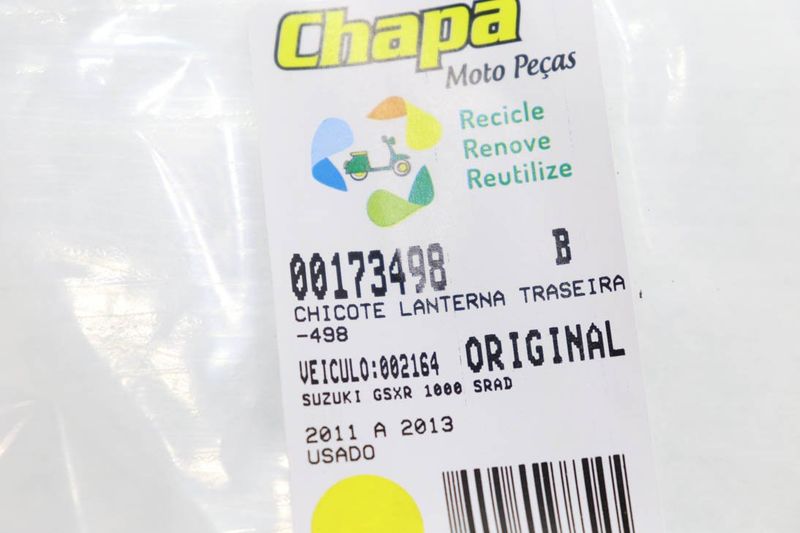 Chapa
Moto Peças
Recicle
Renove
Reutilize
00173498 B
CHICOTE LANTERNA TRASEIRA
-498
VEICULO:002164 ORIGINAL
SUZUKI GSXR 1000 SRAD
2011 A 2013
USADO